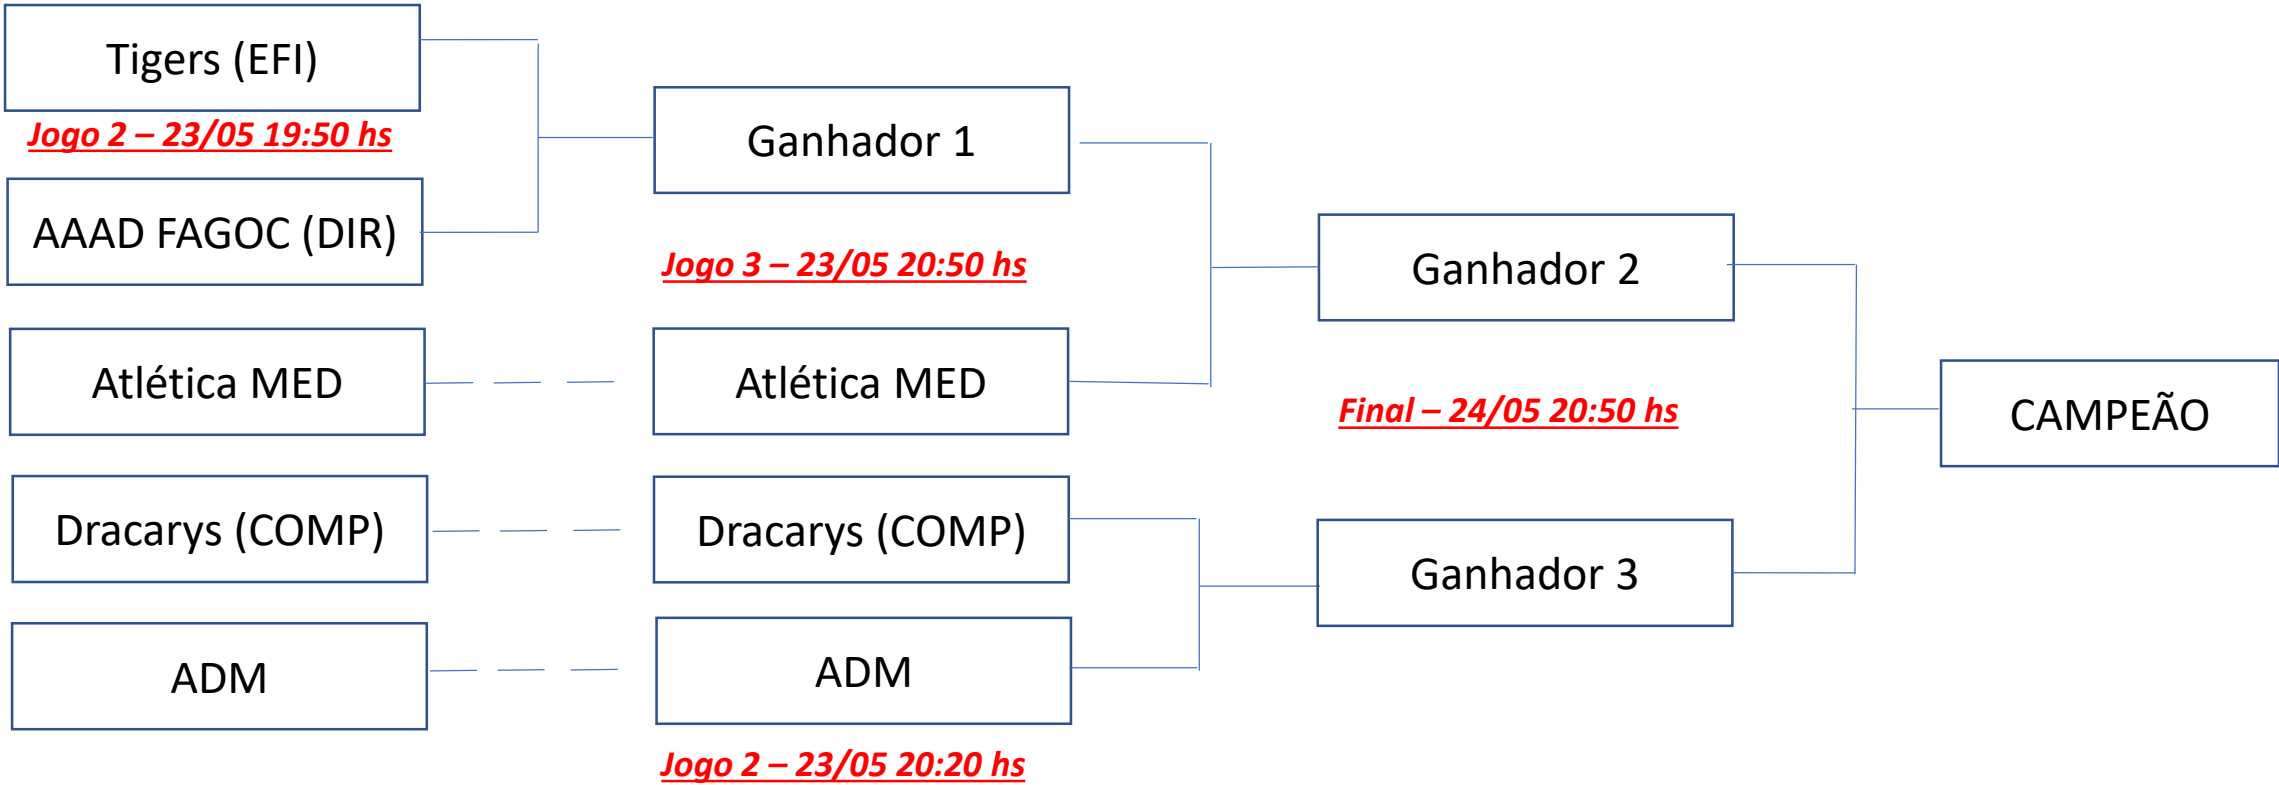 Tigers (EFI)
Jogo 2 – 23/05 19:50 hs
AAAD FAGOC (DIR)
Atlética MED
Dracarys (COMP)
ADM
Ganhador 1
Jogo 3 – 23/05 20:50 hs
Atlética MED
Dracarys (COMP)
ADM
Jogo 2 – 23/05 20:20 hs
Ganhador 2
Final – 24/05 20:50 hs
Ganhador 3
CAMPEÃO